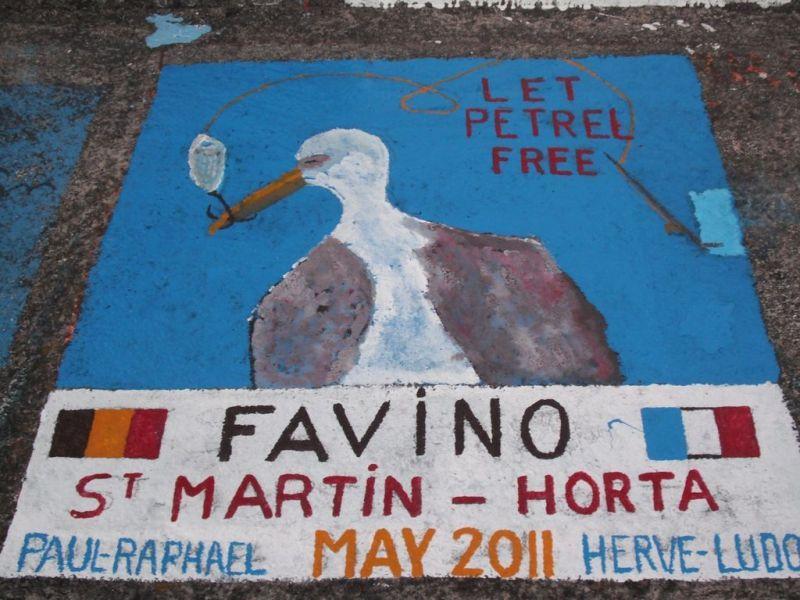 LET
PETREL
FREE
FAViNO
ST MARTiN - HORTA
PAUL-RAPHAEL MAY 2011 HERVE-LUDO